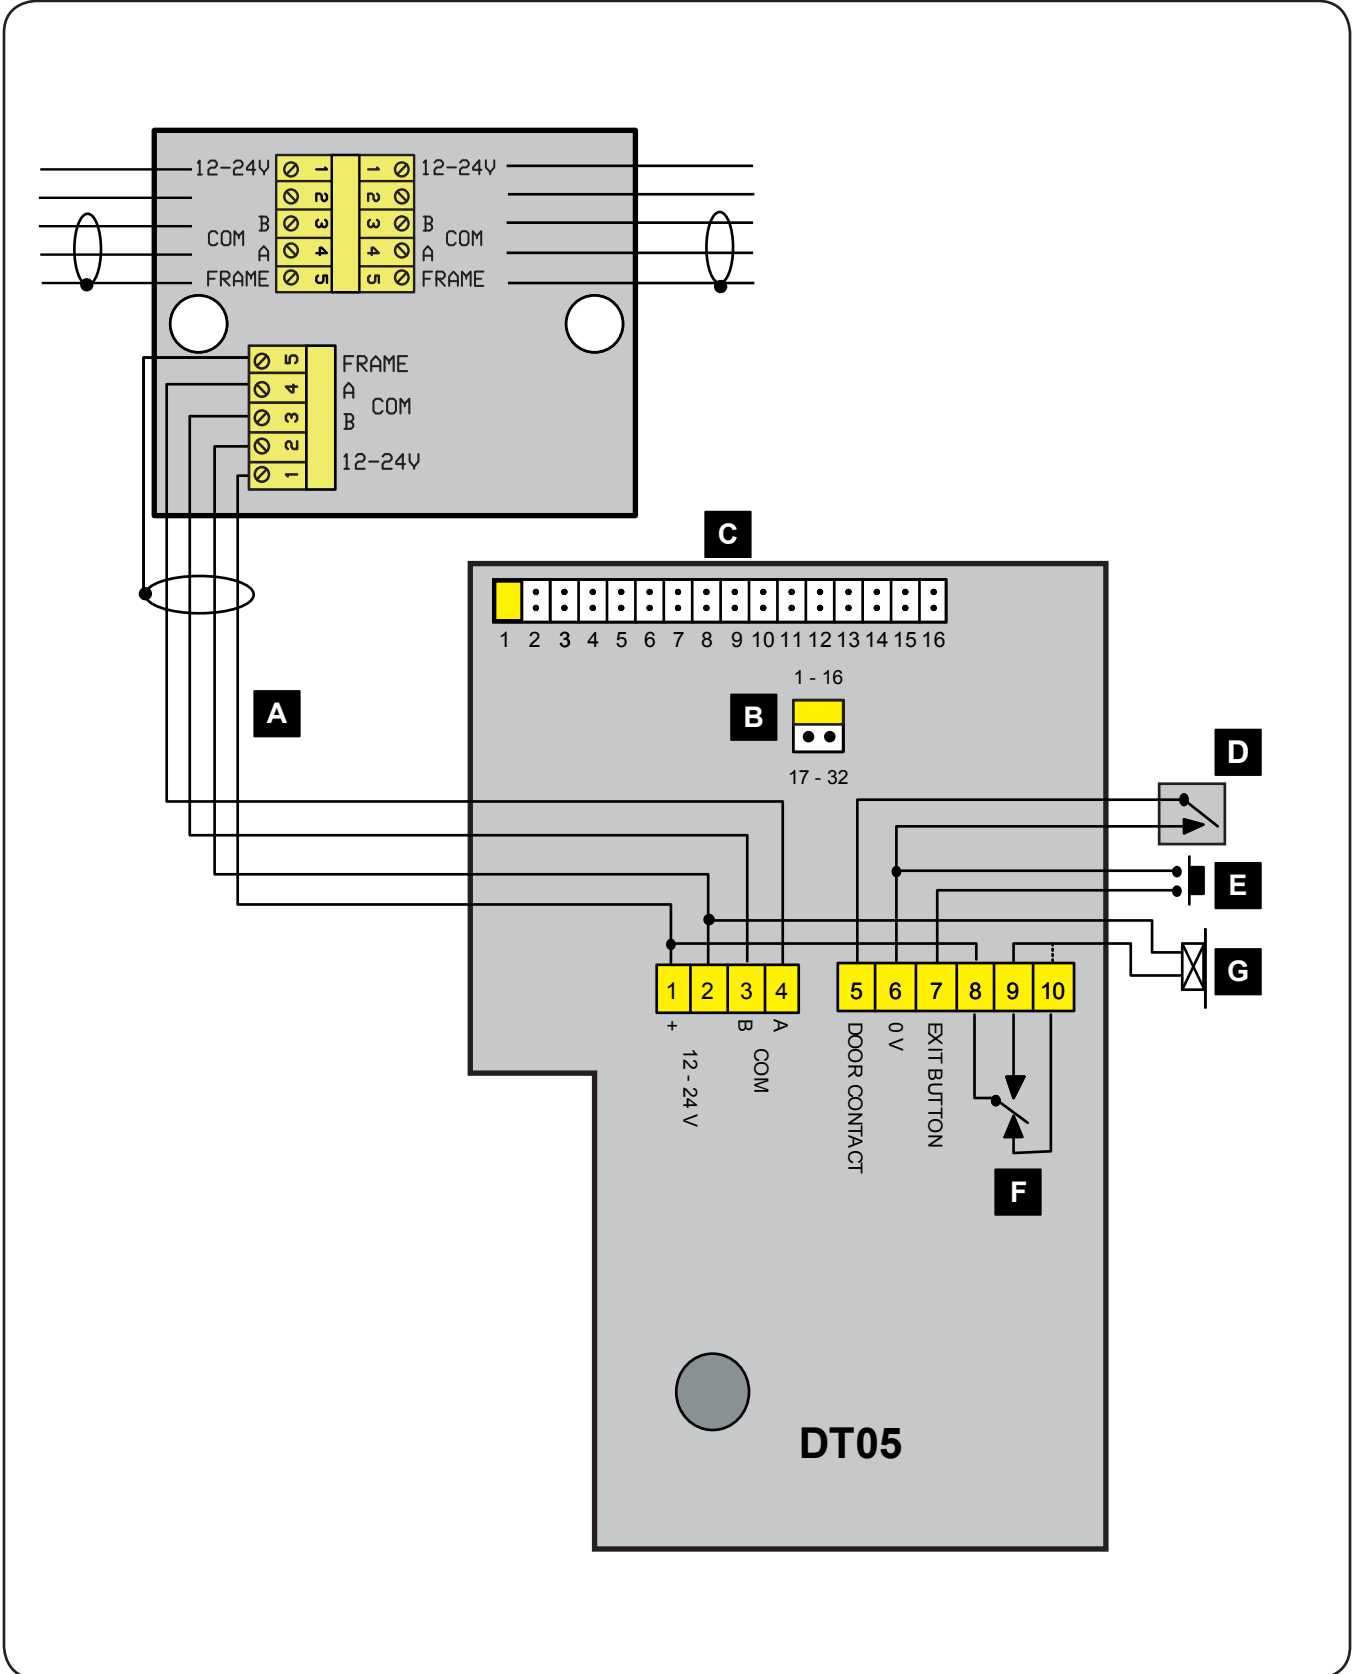 12-24V 1 1 12-24V
2 2
B 3 3 B
COM COM
A 4 4 A
FRAME 5 5 FRAME
5 FRAME
4 A
COM
3 B
2
12-24V
1
C
1 2 3 4 5 6 7 8 9 10 11 12 13 14 15 16
1 - 16
A
B
17 - 32
D
E
G
1 2 3 4 5 6 7 8 9 10
+ B A
12 - 24 V
COM
DOOR CONTACT
0 V
EXIT BUTTON
F
DT05